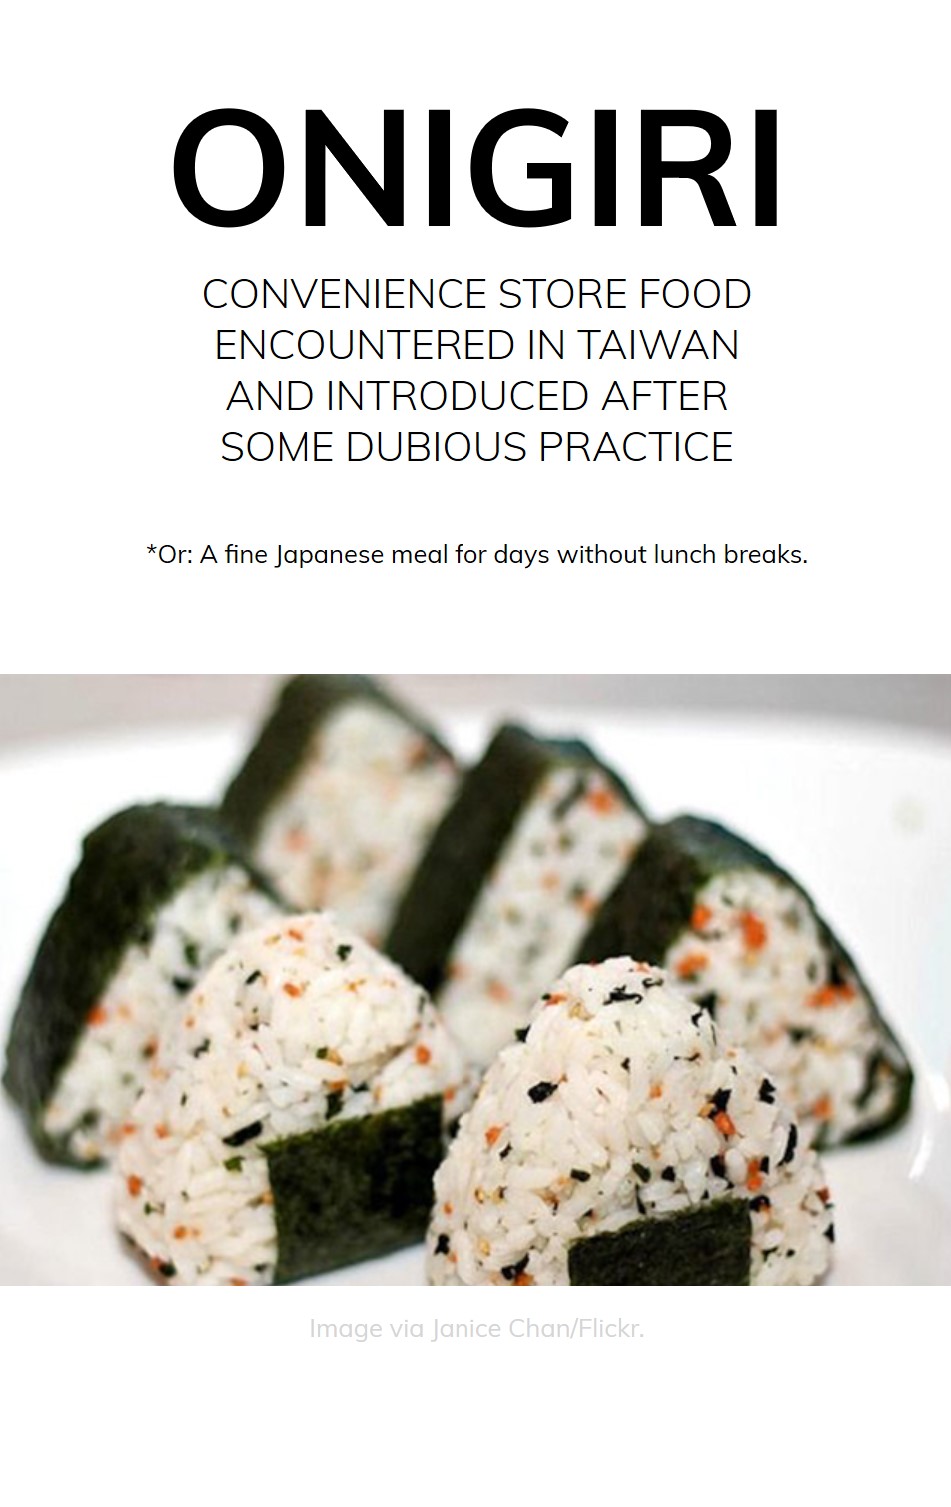 ONIGIRI
CONVENIENCE STORE FOOD
ENCOUNTERED IN TAIWAN
AND INTRODUCED AFTER
SOME DUBIOUS PRACTICE
*Or: A fine Japanese meal for days without lunch breaks.
Image via Janice Chan/Flickr.